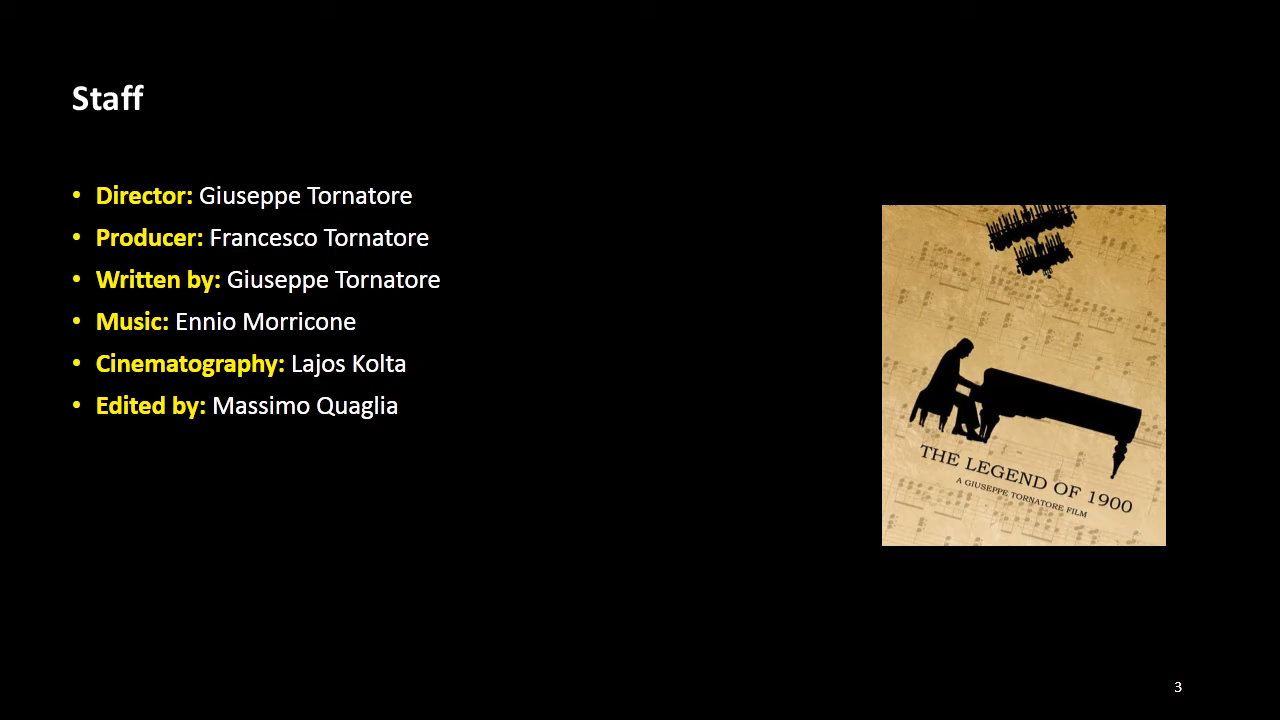 Staff
• Director: Giuseppe Tornatore
• Producer: Francesco Tornatore
• Written by: Giuseppe Tornatore
• Music: Ennio Morricone
• Cinematography: Lajos Kolta
• Edited by: Massimo Quaglia
THE LEGEND OF 1900
A GIUSEPPE TORNATORE FILM
3